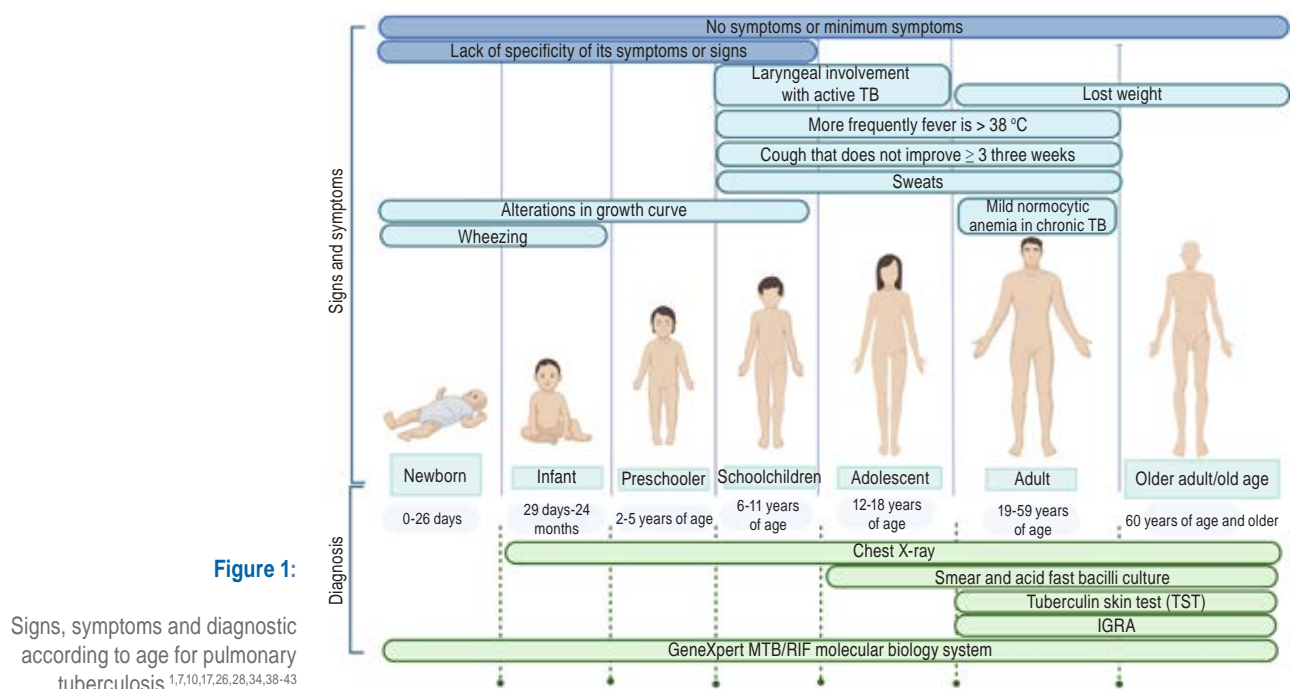 No symptoms or minimum symptoms
Lack of specificity of its symptoms or signs
Laryngeal involvement
with active TB
Lost weight
More frequently fever is > 38 °C
Cough that does not improve ≥ 3 three weeks
Sweats
Alterations in growth curve
Mild normocytic
anemia in chronic TB
Wheezing
Signs and symptoms
Newborn
Infant
Preschooler
Schoolchildren
Adolescent
Adult
Older adult/old age
0-26 days
29 days-24
months
2-5 years of age
6-11 years
of age
12-18 years
of age
19-59 years
of age
60 years of age and older
Diagnosis
Chest X-ray
Smear and acid fast bacilli culture
Tuberculin skin test (TST)
IGRA
GeneXpert MTB/RIF molecular biology system
Figure 1:
Signs, symptoms and diagnostic
according to age for pulmonary
tuberculosis.1,7,10,17,26,28,34,38-43